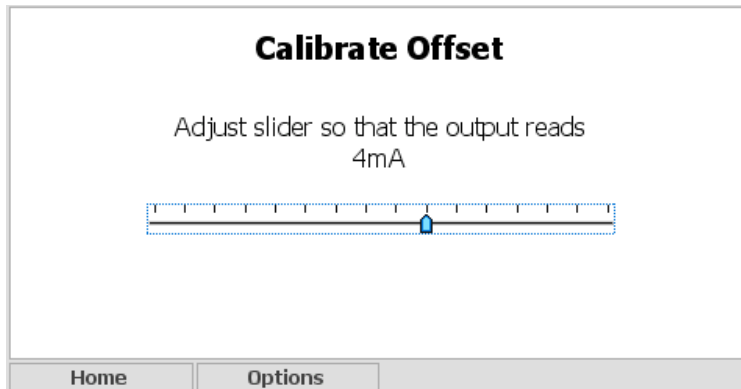 Calibrate Offset
Adjust slider so that the output reads
4mA
Home
Options